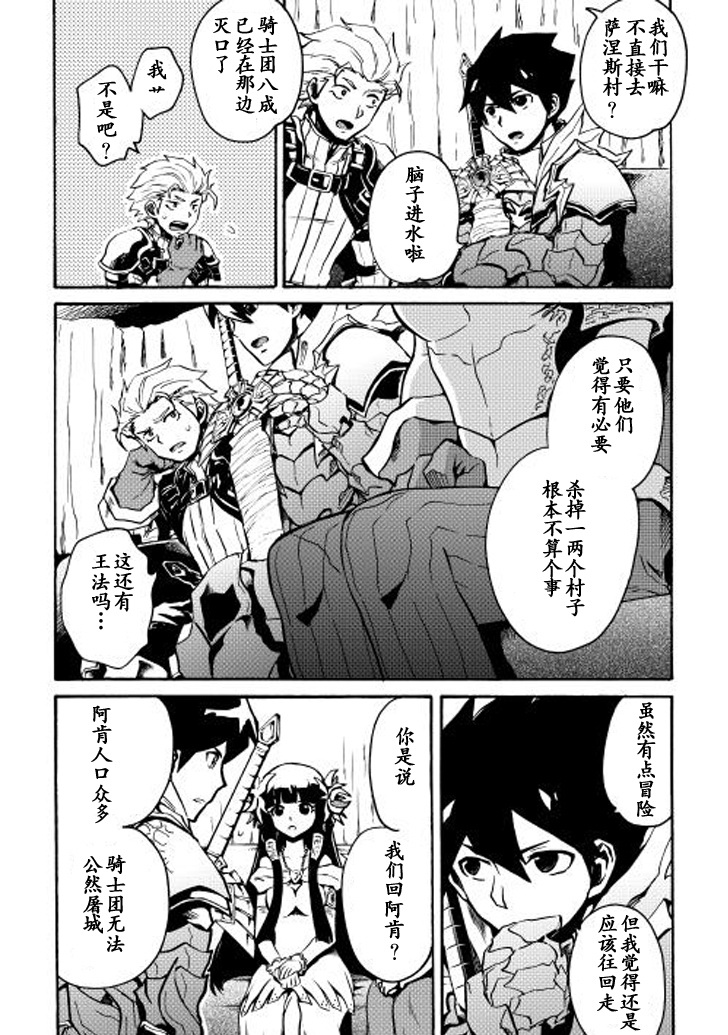 我们干嘛
不直接去
萨涅斯村？
脑子进水啦
骑士团八成
已经在那边
灭口了
我艹
不是吧？
只要他们
觉得有必要
杀掉一两个村子
根本不算个事
这还有
王法吗…
虽然有点冒险
但我觉得还是
应该往回走
你是说
我们回阿肯？
阿肯人口众多
骑士团无法
公然屠城